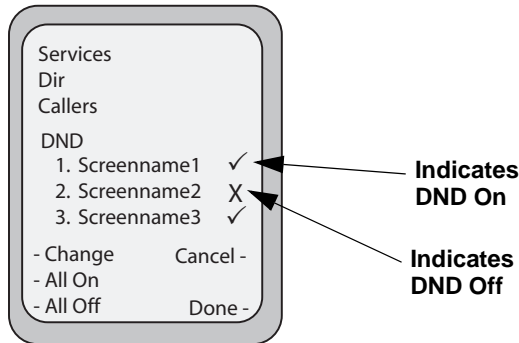 Services
Dir
Callers
DND
1. Screenname1 ✓
2. Screenname2 X
3. Screenname3 ✓
- Change Cancel -
- All On
- All Off Done -
Indicates
DND On
Indicates
DND Off